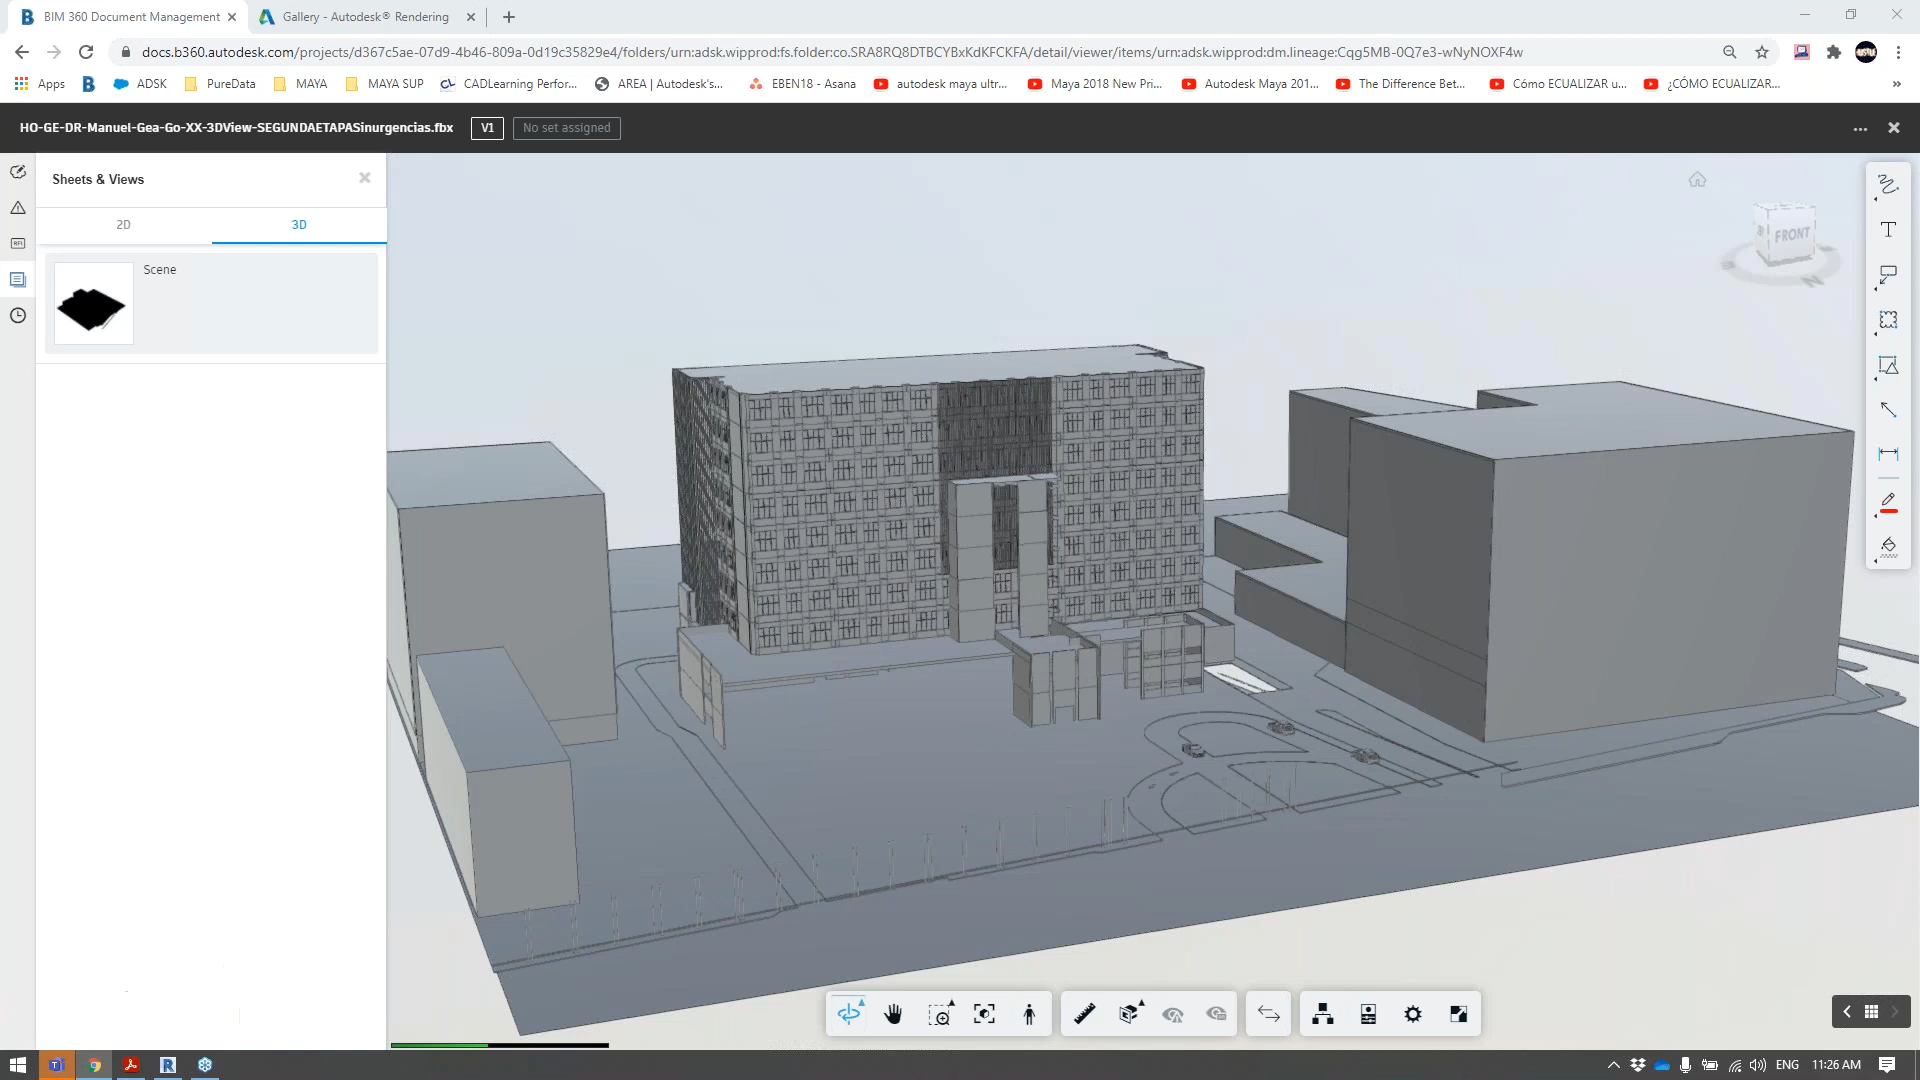 BIM 360 Document Management
Gallery - Autodesk® Rendering
docs.b360.autodesk.com/projects/d367c5ae-07d9-4b46-809a-0d19c35829e4/folders/urn:adsk.wipprod:fs.folder:co.SRA8RQ8DTBCYBxKdKFCKFA/detail/viewer/items/urn:adsk.wipprod:dm.lineage:Cqg5MB-0Q7e3-wNyNOXF4w
Apps
ADSK
PureData
MAYA
MAYA SUP
CADLearning Perfor...
AREA | Autodesk's...
EBEN18 - Asana
autodesk maya ultr...
Maya 2018 New Pri...
Autodesk Maya 201...
The Difference Bet...
Cómo ECUALIZAR u...
¿CÓMO ECUALIZAR...
HO-GE-DR-Manuel-Gea-Go-XX-3DView-SEGUNDAETAPASinurgencias.fbx
V1
No set assigned
Sheets & Views
2D
3D
Scene
RFI
FRONT
N
ENG
11:26 AM